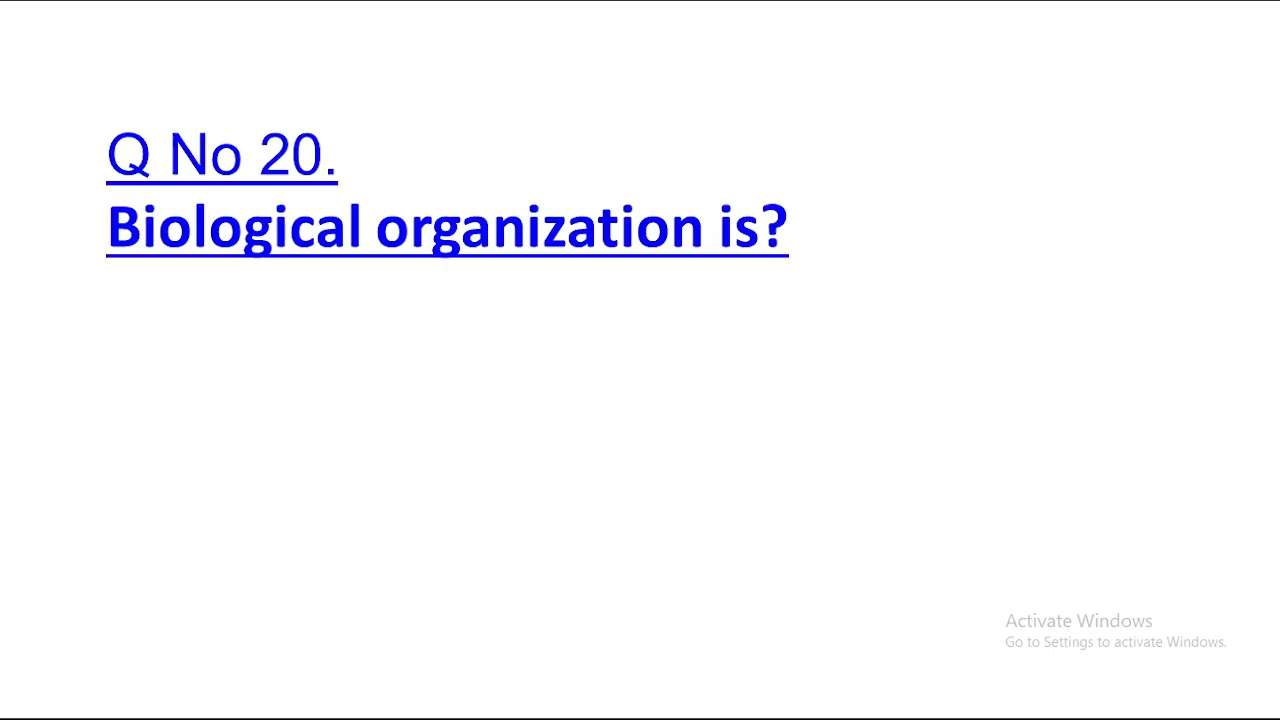 Q No 20.
Biological organization is?
Activate Windows
Go to Settings to activate Windows.